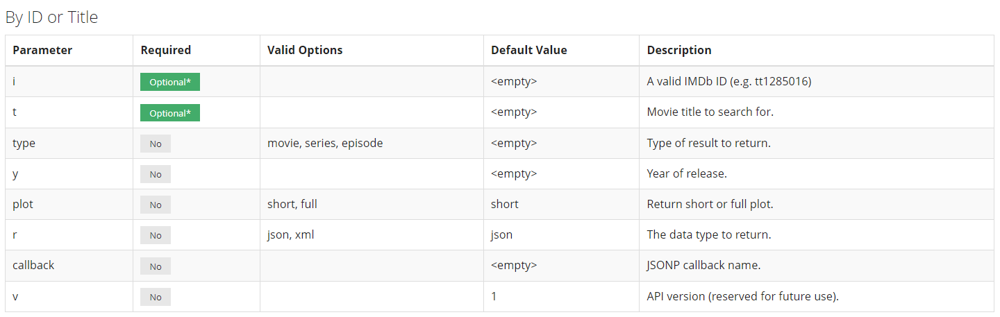 By ID or Title
Parameter Required Valid Options Default Value Description
i Optional* <empty> A valid IMDb ID (e.g. tt1285016)
t Optional* <empty> Movie title to search for.
type No movie, series, episode <empty> Type of result to return.
y No <empty> Year of release.
plot No short, full short Return short or full plot.
r No json, xml json The data type to return.
callback No <empty> JSONP callback name.
v No 1 API version (reserved for future use).